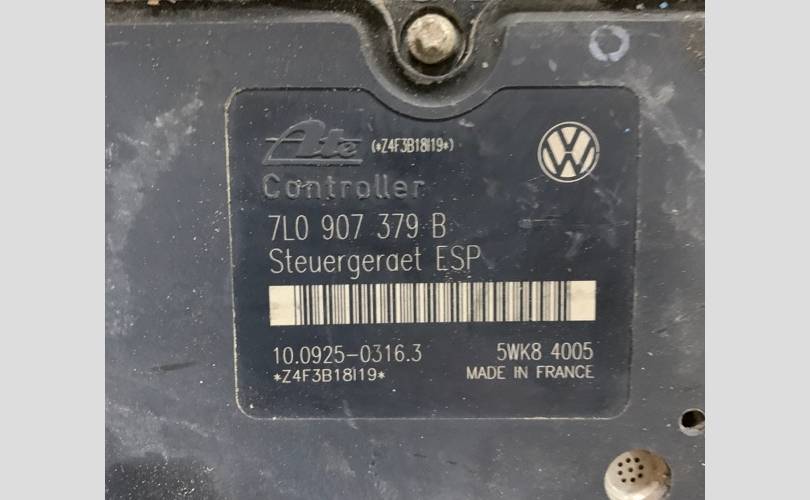 Ate (*Z4F3B18I19*)
Controller
7L0 907 379 B
Steuergeraet ESP
10.0925-0316.3 5WK8 4005
*Z4F3B18I19* MADE IN FRANCE